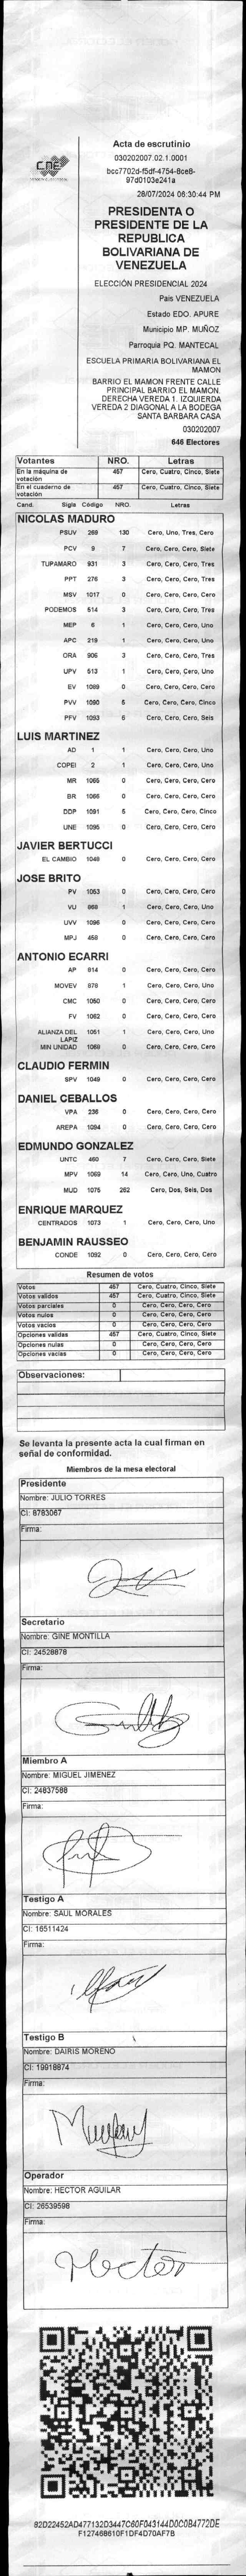 CNE
Acta de escrutinio
030202007.02.1.0001
bcc7702d-f5df-4754-8ce8-
97d0103e241a
28/07/2024 06:30:44 PM
PRESIDENTA O
PRESIDENTE DE LA
REPUBLICA
BOLIVARIANA DE
VENEZUELA
ELECCIÓN PRESIDENCIAL 2024
Pais VENEZUELA
Estado EDO. APURE
Municipio MP. MUÑOZ
Parroquia PQ. MANTECAL
ESCUELA PRIMARIA BOLIVARIANA EL
MAMON
BARRIO EL MAMON FRENTE CALLE
PRINCIPAL BARRIO EL MAMON.
DERECHA VEREDA 1. IZQUIERDA
VEREDA 2 DIAGONAL A LA BODEGA
SANTA BARBARA CASA
030202007
646 Electores
Votantes NRO. Letras
En la máquina de votación 457 Cero, Cuatro, Cinco, Siete
En el cuaderno de votación 457 Cero, Cuatro, Cinco, Siete
Cand. Sigla Código NRO. Letras
NICOLAS MADURO
PSUV 268 130 Cero, Uno, Tres, Cero
PCV 9 7 Cero, Cero, Cero, Siete
TUPAMARO 931 3 Cero, Cero, Cero, Tres
PPT 276 3 Cero, Cero, Cero, Tres
MSV 1017 0 Cero, Cero, Cero, Cero
PODEMOS 514 3 Cero, Cero, Cero, Tres
MEP 6 1 Cero, Cero, Cero, Uno
APC 219 1 Cero, Cero, Cero, Uno
ORA 906 3 Cero, Cero, Cero, Tres
UPV 513 1 Cero, Cero, Cero, Uno
EV 1089 0 Cero, Cero, Cero, Cero
PVV 1090 5 Cero, Cero, Cero, Cinco
PFV 1093 6 Cero, Cero, Cero, Seis
LUIS MARTINEZ
AD 1 1 Cero, Cero, Cero, Uno
COPEI 2 1 Cero, Cero, Cero, Uno
MR 1065 0 Cero, Cero, Cero, Cero
BR 1066 0 Cero, Cero, Cero, Cero
DDP 1091 5 Cero, Cero, Cero, Cinco
UNE 1095 0 Cero, Cero, Cero, Cero
JAVIER BERTUCCI
EL CAMBIO 1048 0 Cero, Cero, Cero, Cero
JOSE BRITO
PV 1053 0 Cero, Cero, Cero, Cero
VU 868 1 Cero, Cero, Cero, Uno
UVV 1096 0 Cero, Cero, Cero, Cero
MPJ 458 0 Cero, Cero, Cero, Cero
ANTONIO ECARRI
AP 814 0 Cero, Cero, Cero, Cero
MOVEV 878 1 Cero, Cero, Cero, Uno
CMC 1050 0 Cero, Cero, Cero, Cero
FV 1062 0 Cero, Cero, Cero, Cero
ALIANZA DEL LAPIZ 1051 1 Cero, Cero, Cero, Uno
MIN UNIDAD 1068 0 Cero, Cero, Cero, Cero
CLAUDIO FERMIN
SPV 1049 0 Cero, Cero, Cero, Cero
DANIEL CEBALLOS
VPA 236 0 Cero, Cero, Cero, Cero
AREPA 1094 0 Cero, Cero, Cero, Cero
EDMUNDO GONZALEZ
UNTC 460 7 Cero, Cero, Cero, Siete
MPV 1069 14 Cero, Cero, Uno, Cuatro
MUD 1075 262 Cero, Dos, Seis, Dos
ENRIQUE MARQUEZ
CENTRADOS 1073 1 Cero, Cero, Cero, Uno
BENJAMIN RAUSSEO
CONDE 1092 0 Cero, Cero, Cero, Cero
Resumen de votos
Votos 457 Cero, Cuatro, Cinco, Siete
Votos validos 457 Cero, Cuatro, Cinco, Siete
Votos parciales 0 Cero, Cero, Cero, Cero
Votos nulos 0 Cero, Cero, Cero, Cero
Votos vacios 0 Cero, Cero, Cero, Cero
Opciones validas 457 Cero, Cuatro, Cinco, Siete
Opciones nulas 0 Cero, Cero, Cero, Cero
Opciones vacias 0 Cero, Cero, Cero, Cero
Observaciones:
Se levanta la presente acta la cual firman en
señal de conformidad.
Miembros de la mesa electoral
Presidente
Nombre: JULIO TORRES
CI: 8783067
Firma:
Secretario
Nombre: GINE MONTILLA
CI: 24528878
Firma:
Miembro A
Nombre: MIGUEL JIMENEZ
CI: 24837568
Firma:
Testigo A
Nombre: SAUL MORALES
CI: 16511424
Firma:
Testigo B
Nombre: DAIRIS MORENO
CI: 19918874
Firma:
Operador
Nombre: HECTOR AGUILAR
CI: 26539598
Firma:
Hector
92D22452AD477132D3447C60F043144D0C0B4772DE
F127468610F1DF4D70AF7B